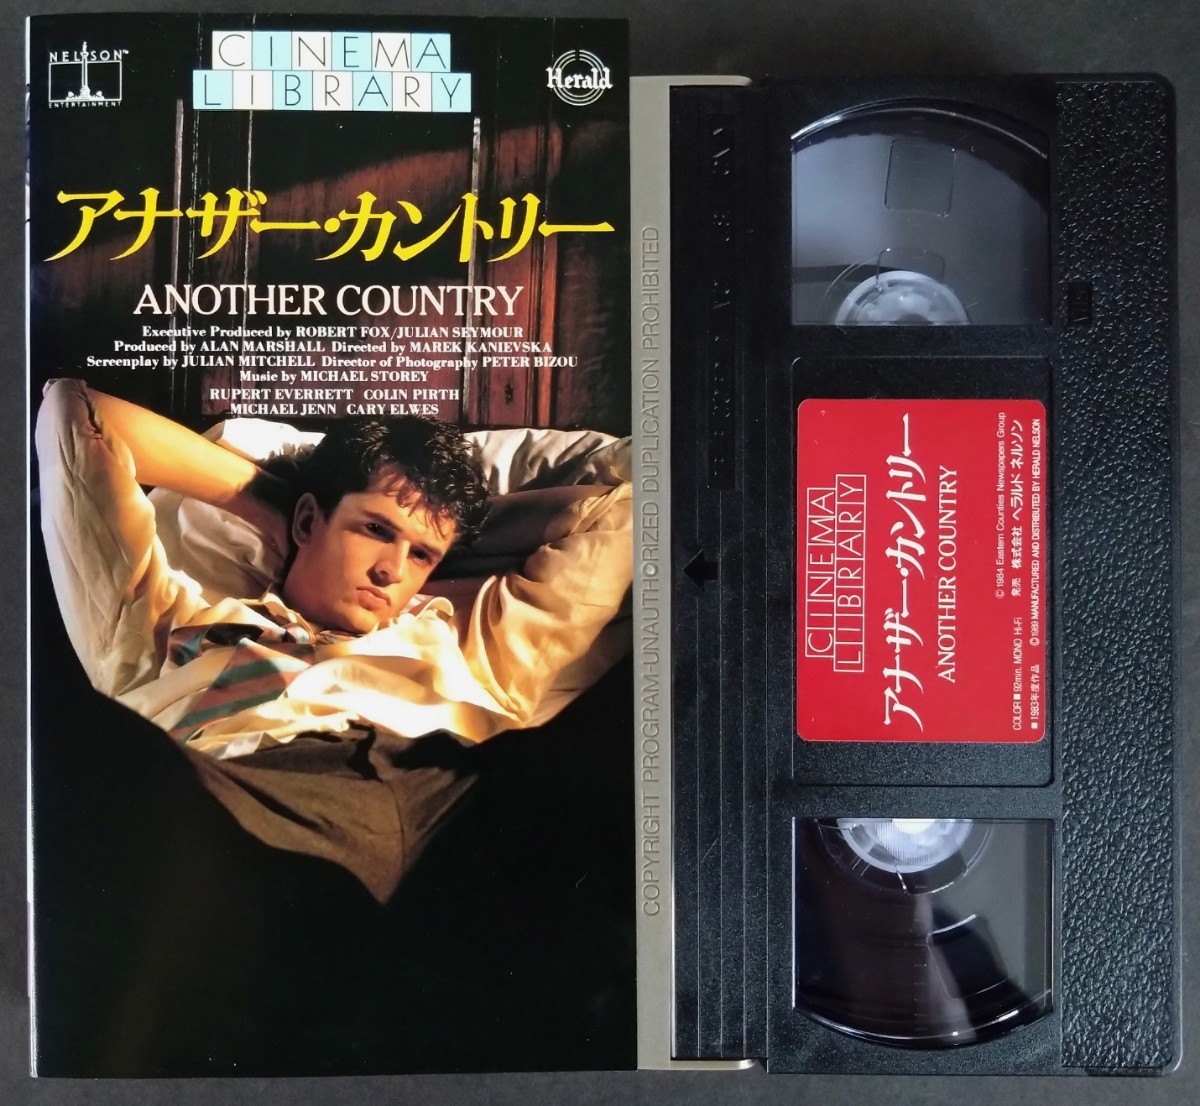 NELSON™
ENTERTAINMENT
CINEMA
LIBRARY
Herald
アナザー・カントリー
ANOTHER COUNTRY
Executive Produced by ROBERT FOX/JULIAN SEYMOUR
Produced by ALAN MARSHALL Directed by MAREK KANIEVSKA
Screenplay by JULIAN MITCHELL Director of Photography PETER BIZOU
Music by MICHAEL STOREY
RUPERT EVERRETT COLIN PIRTH
MICHAEL JENN CARY ELWES
COPYRIGHT PROGRAM-UNAUTHORIZED DUPLICATION PROHIBITED
CINEMA
LIBRARY
アナザー・カントリー
ANOTHER COUNTRY
©1984 Eastern Counties Newspapers Group
COLOR■92min. MONO Hi-Fi 発売 株式会社 ヘラルド ネルソン
■1983年度作品 ©1989 MANUFACTURED AND DISTRIBUTED BY HERALD NELSON